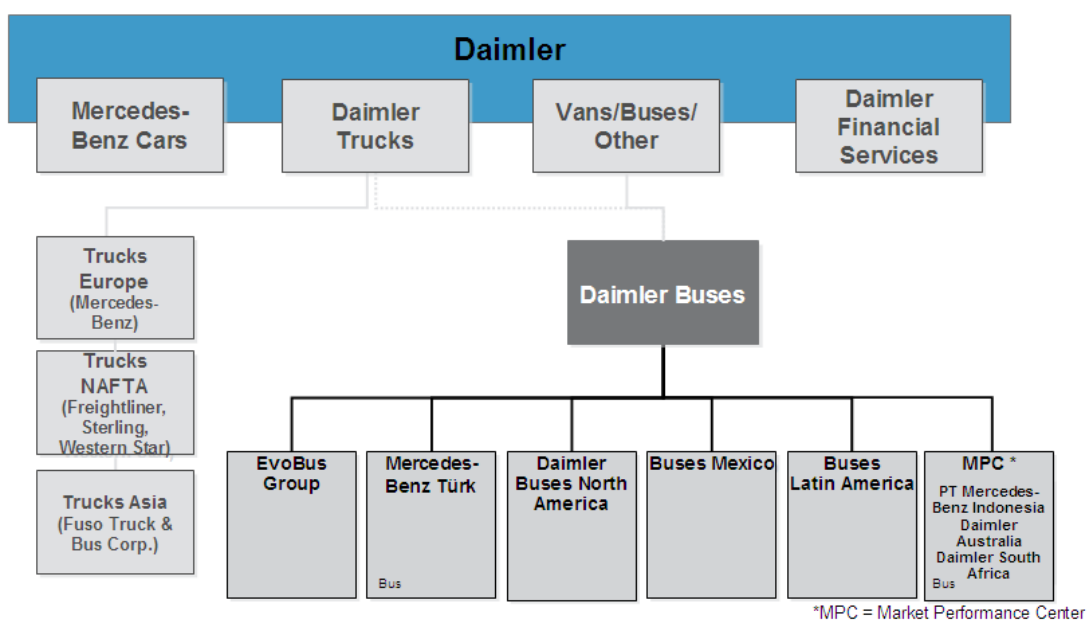 Daimler
Mercedes-
Benz Cars
Daimler
Trucks
Vans/Buses/
Other
Daimler
Financial
Services
Trucks
Europe
(Mercedes-
Benz)
Trucks
NAFTA
(Freightliner,
Sterling,
Western Star)
Trucks Asia
(Fuso Truck &
Bus Corp.)
Daimler Buses
EvoBus
Group
Mercedes-
Benz Türk
Bus
Daimler
Buses North
America
Buses Mexico
Buses
Latin America
MPC *
PT Mercedes-
Benz Indonesia
Daimler
Australia
Daimler South
Africa
Bus
*MPC = Market Performance Center